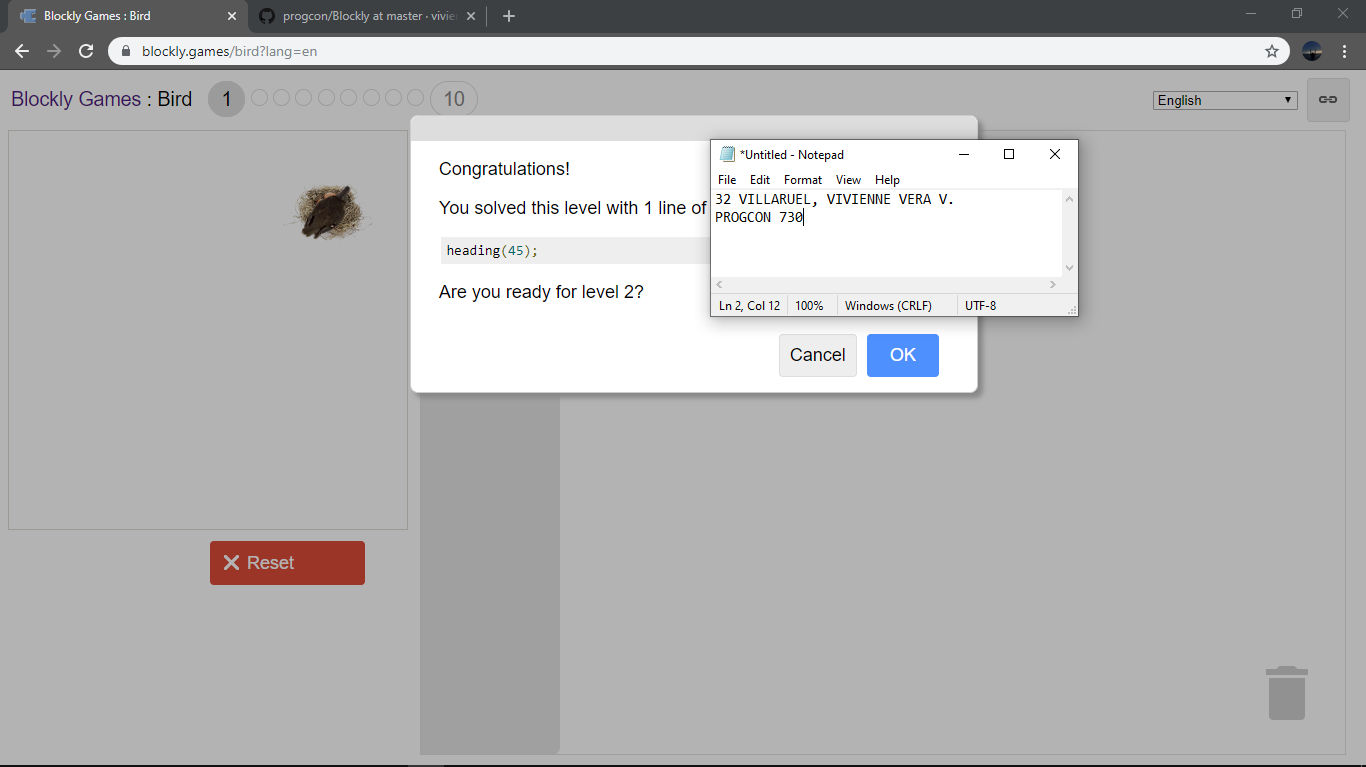 Blockly Games : Bird
progcon/Blockly at master · vivie
blockly.games/bird?lang=en
Blockly Games : Bird
1
10
English
Congratulations!
You solved this level with 1 line of
heading(45);
Are you ready for level 2?
Cancel
OK
*Untitled - Notepad
File Edit Format View Help
32 VILLARUEL, VIVIENNE VERA V.
PROGCON 730
Ln 2, Col 12 100% Windows (CRLF) UTF-8
Reset